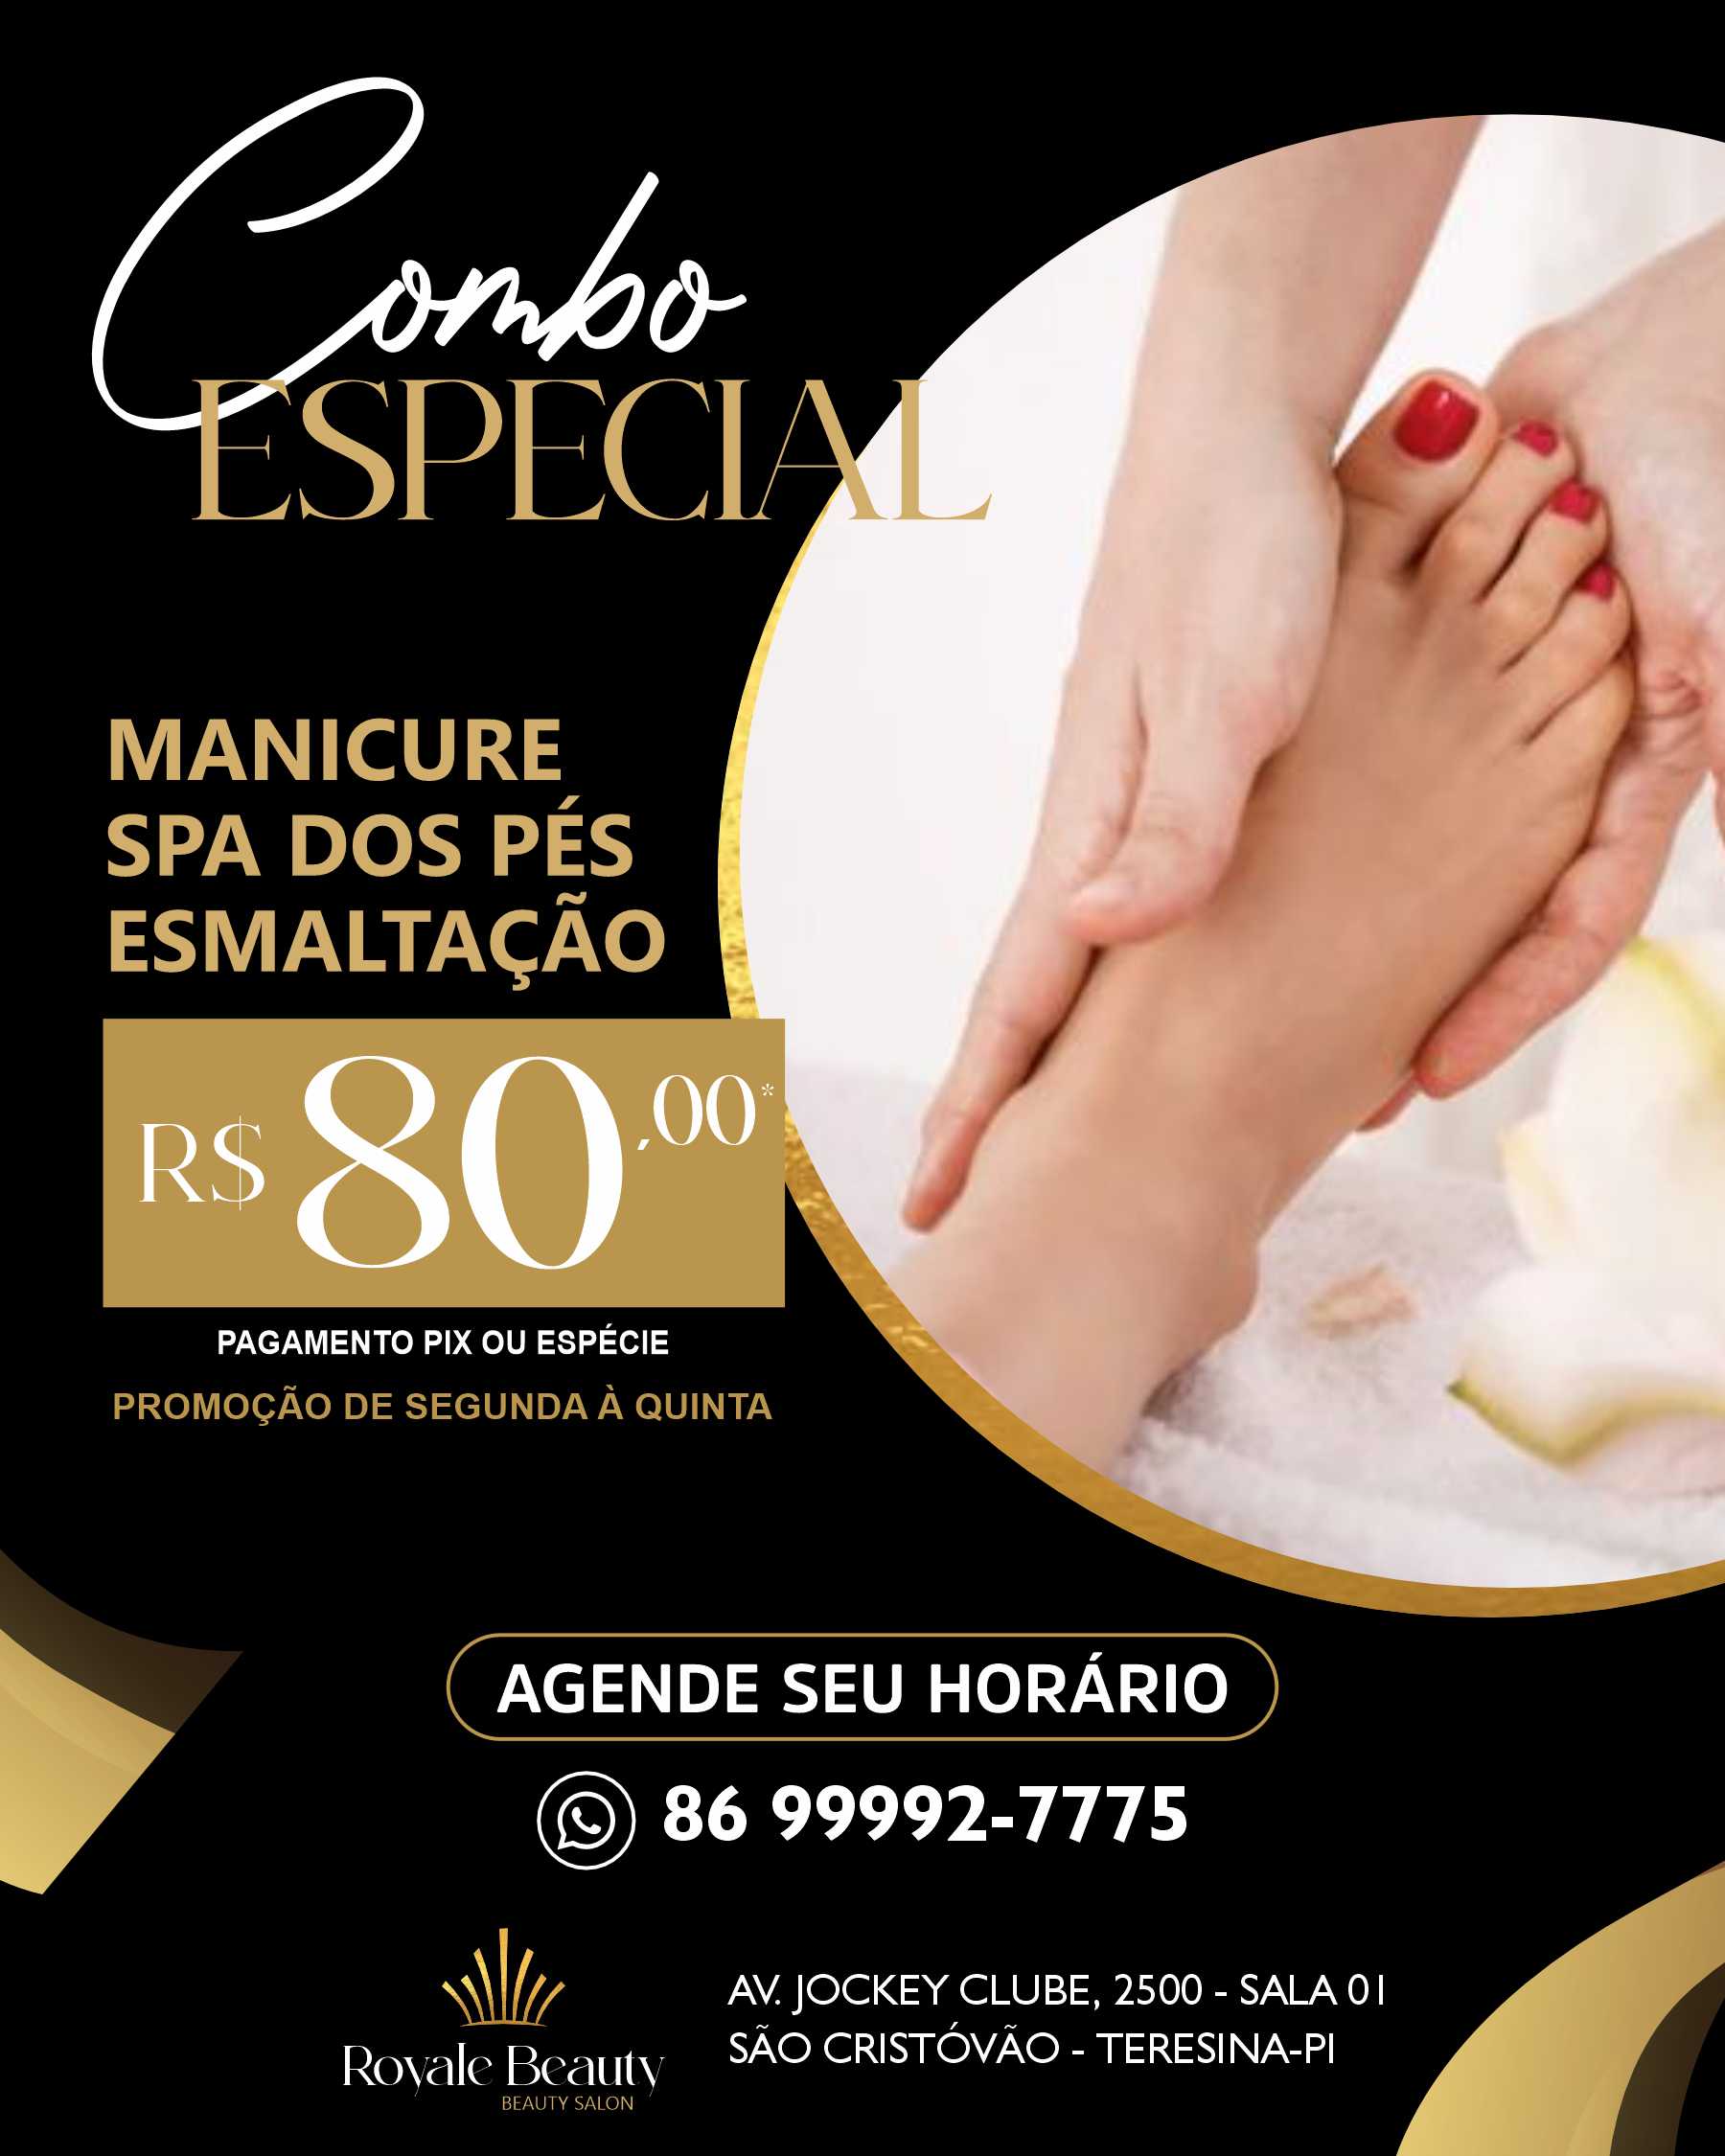 Combo
ESPECIAL
MANICURE
SPA DOS PÉS
ESMALTAÇÃO
R$ 80,00*
PAGAMENTO PIX OU ESPÉCIE
PROMOÇÃO DE SEGUNDA À QUINTA
AGENDE SEU HORÁRIO
86 99992-7775
Royale Beauty
BEAUTY SALON
AV. JOCKEY CLUBE, 2500 - SALA 01
SÃO CRISTÓVÃO - TERESINA-PI